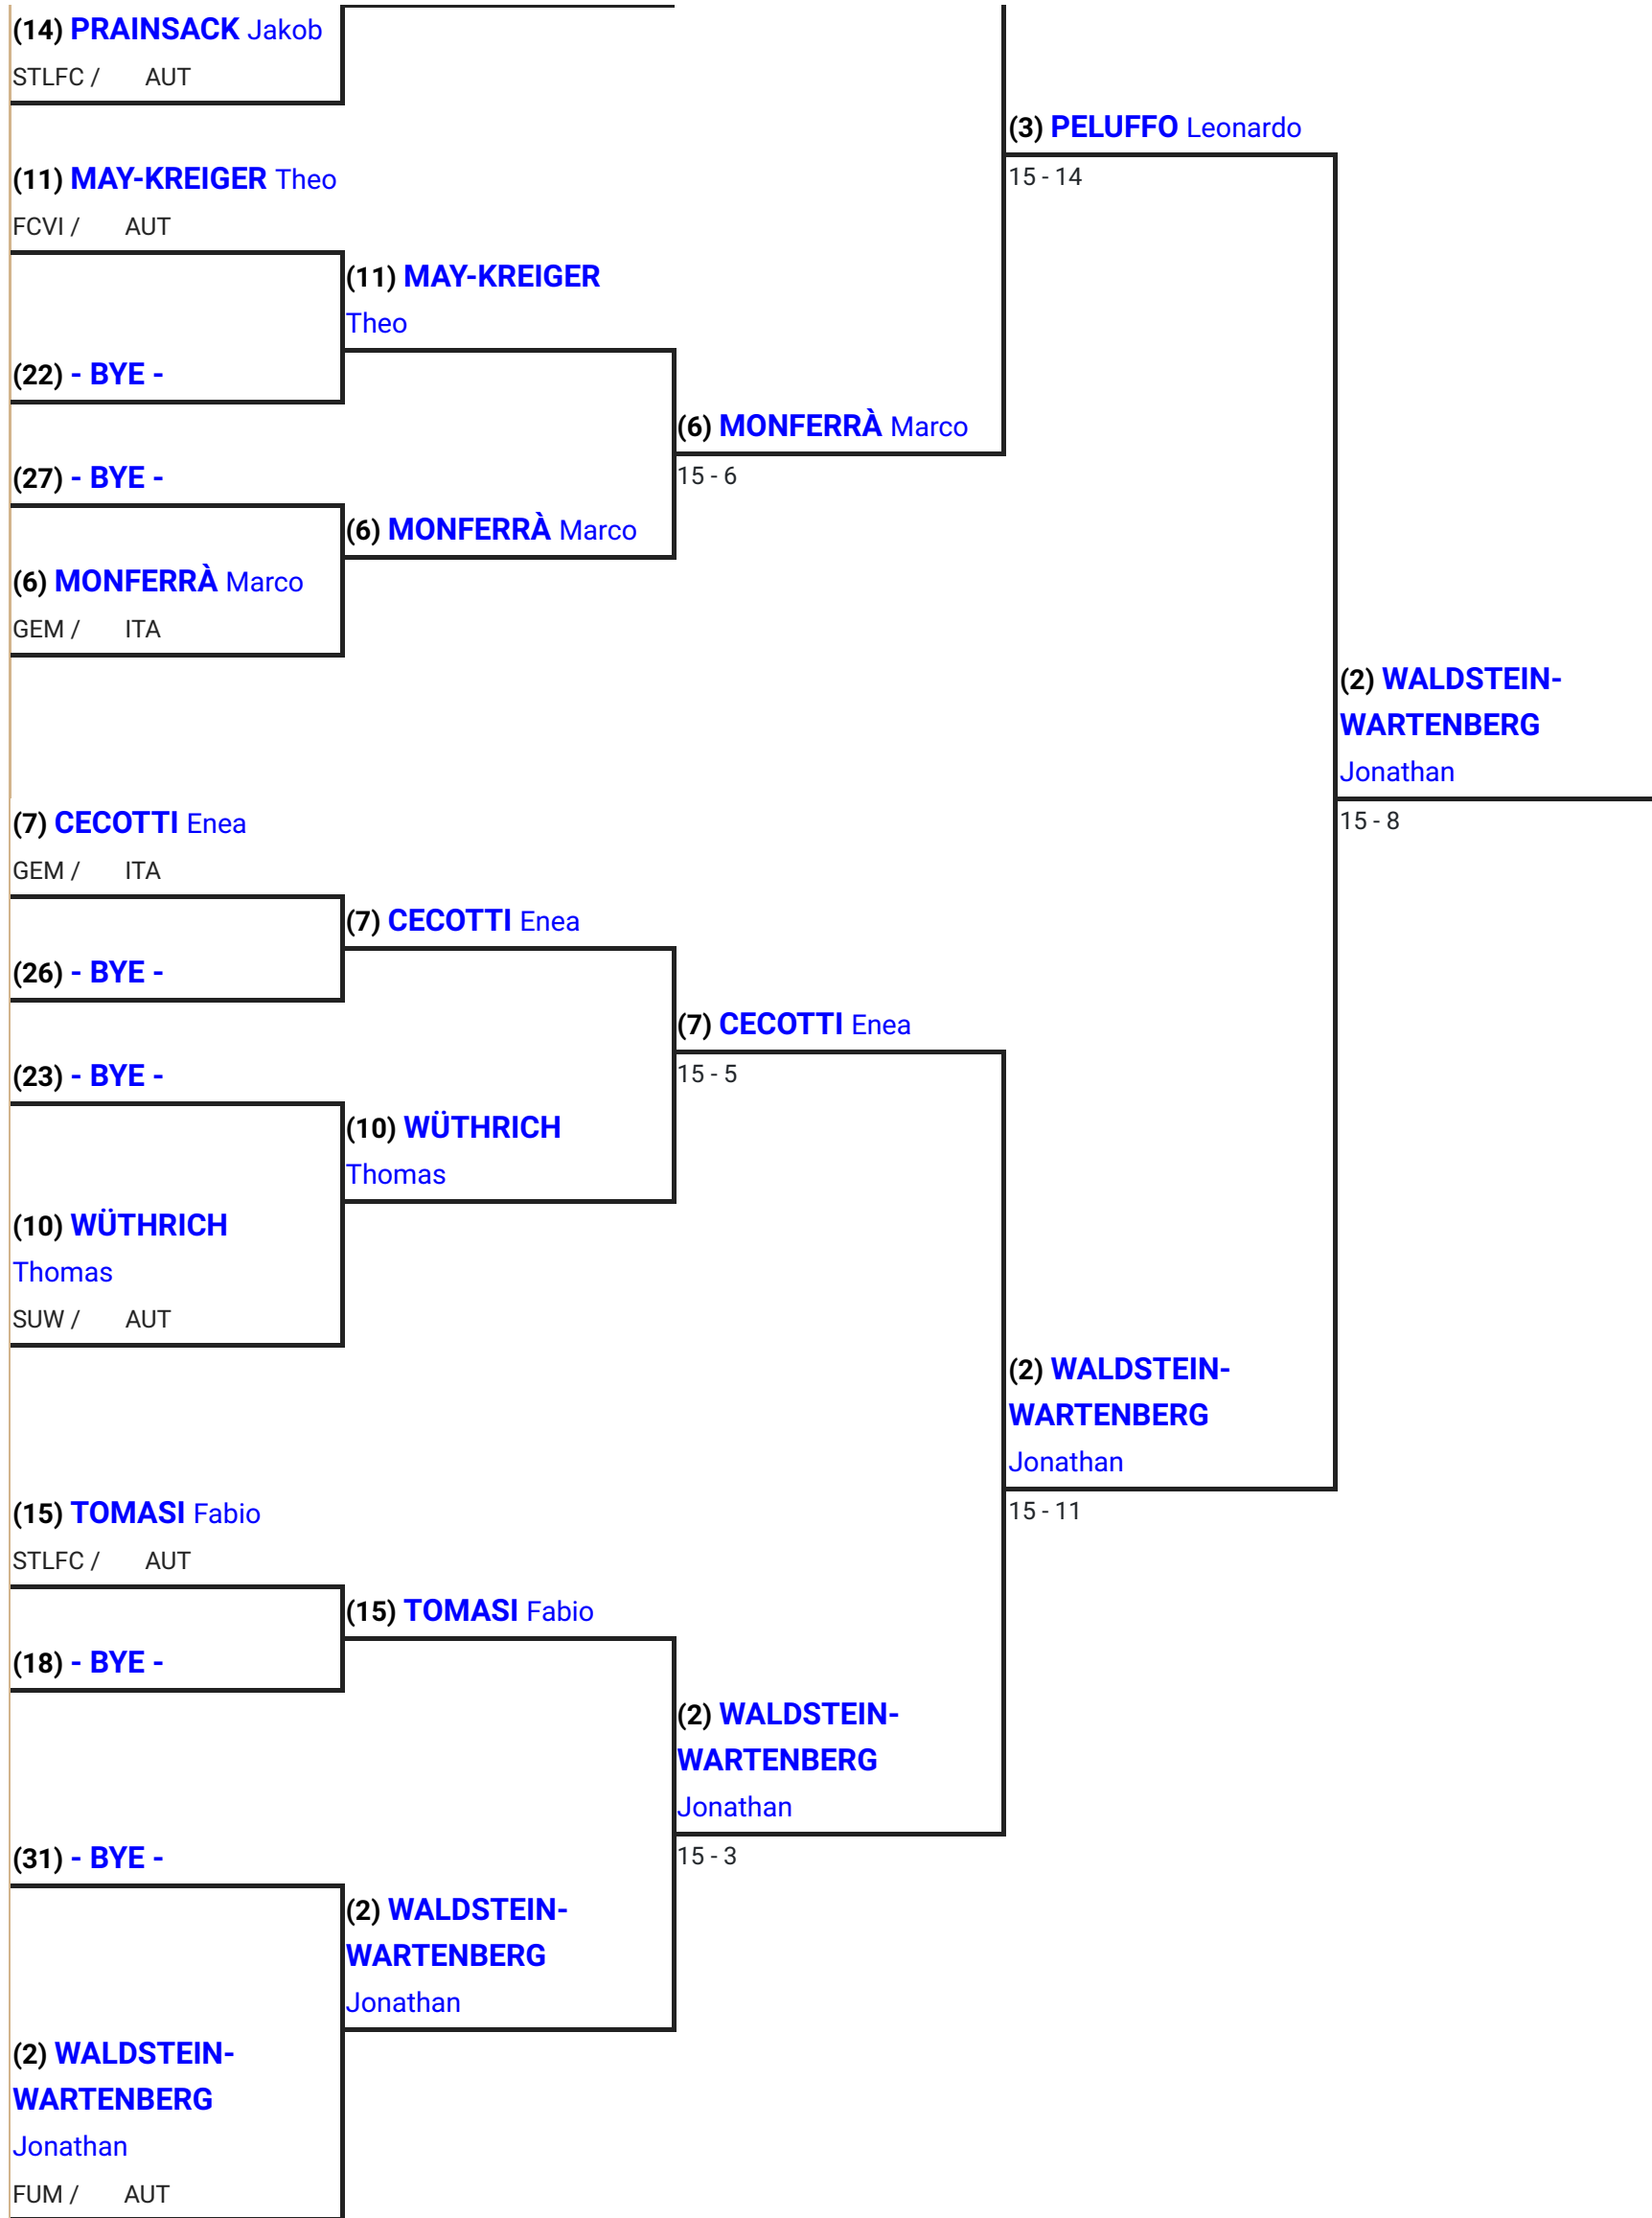 (14) PRAINSACK Jakob
STLFC / AUT
(3) PELUFFO Leonardo
15 - 14
(11) MAY-KREIGER Theo
FCVI / AUT
(11) MAY-KREIGER
Theo
(22) - BYE -
(6) MONFERRÀ Marco
15 - 6
(27) - BYE -
(6) MONFERRÀ Marco
(6) MONFERRÀ Marco
GEM / ITA
(2) WALDSTEIN-
WARTENBERG
Jonathan
15 - 8
(7) CECOTTI Enea
GEM / ITA
(7) CECOTTI Enea
(26) - BYE -
(7) CECOTTI Enea
15 - 5
(23) - BYE -
(10) WÜTHRICH
Thomas
(10) WÜTHRICH
Thomas
SUW / AUT
(2) WALDSTEIN-
WARTENBERG
Jonathan
15 - 11
(15) TOMASI Fabio
STLFC / AUT
(15) TOMASI Fabio
(18) - BYE -
(2) WALDSTEIN-
WARTENBERG
Jonathan
15 - 3
(31) - BYE -
(2) WALDSTEIN-
WARTENBERG
Jonathan
(2) WALDSTEIN-
WARTENBERG
Jonathan
FUM / AUT